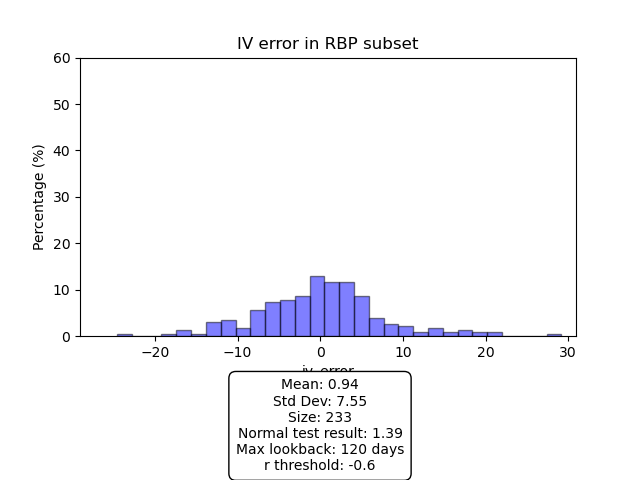 IV error in RBP subset
60
50
40
30
20
10
0
Percentage (%)
−20
−10
0
10
20
30
iv_error
Mean: 0.94
Std Dev: 7.55
Size: 233
Normal test result: 1.39
Max lookback: 120 days
r threshold: -0.6